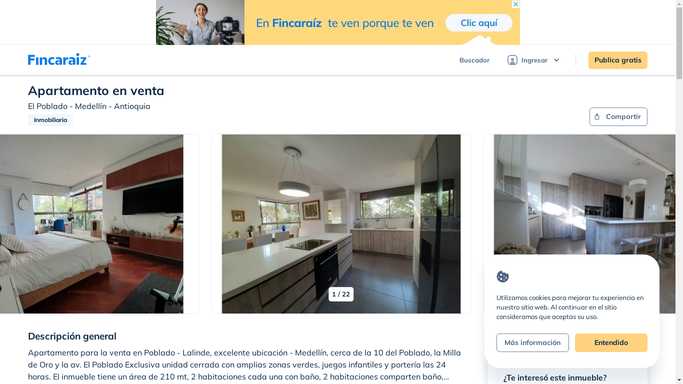 En Fincaraíz te ven porque te ven
Clic aquí
Fincaraíz
Buscador
Ingresar
Publica gratis
Apartamento en venta
El Poblado - Medellín - Antioquia
Inmobiliaria
Compartir
1 / 22
Utilizamos cookies para mejorar tu experiencia en
nuestro sitio web. Al continuar en el sitio
consideramos que aceptas su uso.
Más información
Entendido
Descripción general
Apartamento para la venta en Poblado - Lalinde, excelente ubicación - Medellín, cerca de la 10 del Poblado, la Milla
de Oro y la av. El Poblado Exclusiva unidad cerrada con amplias zonas verdes, juegos infantiles y portería las 24
horas. El inmueble tiene un área de 210 mt, 2 habitaciones cada una con baño, 2 habitaciones comparten baño,...
¿Te interesó este inmueble?